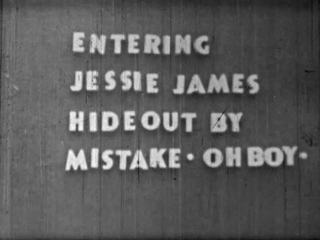 ENTERING
JESSIE JAMES
HIDEOUT BY
MISTAKE • OH BOY •